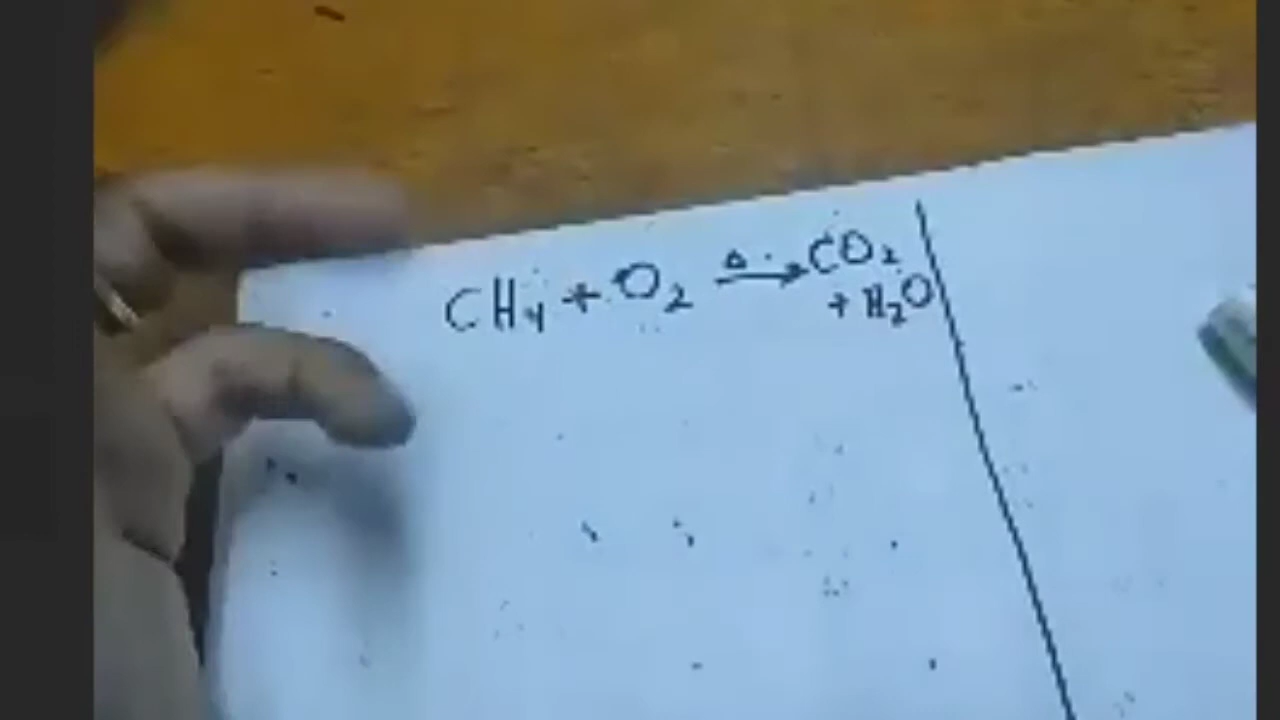 CH₄ + O₂ —Δ→ CO₂
+ H₂O